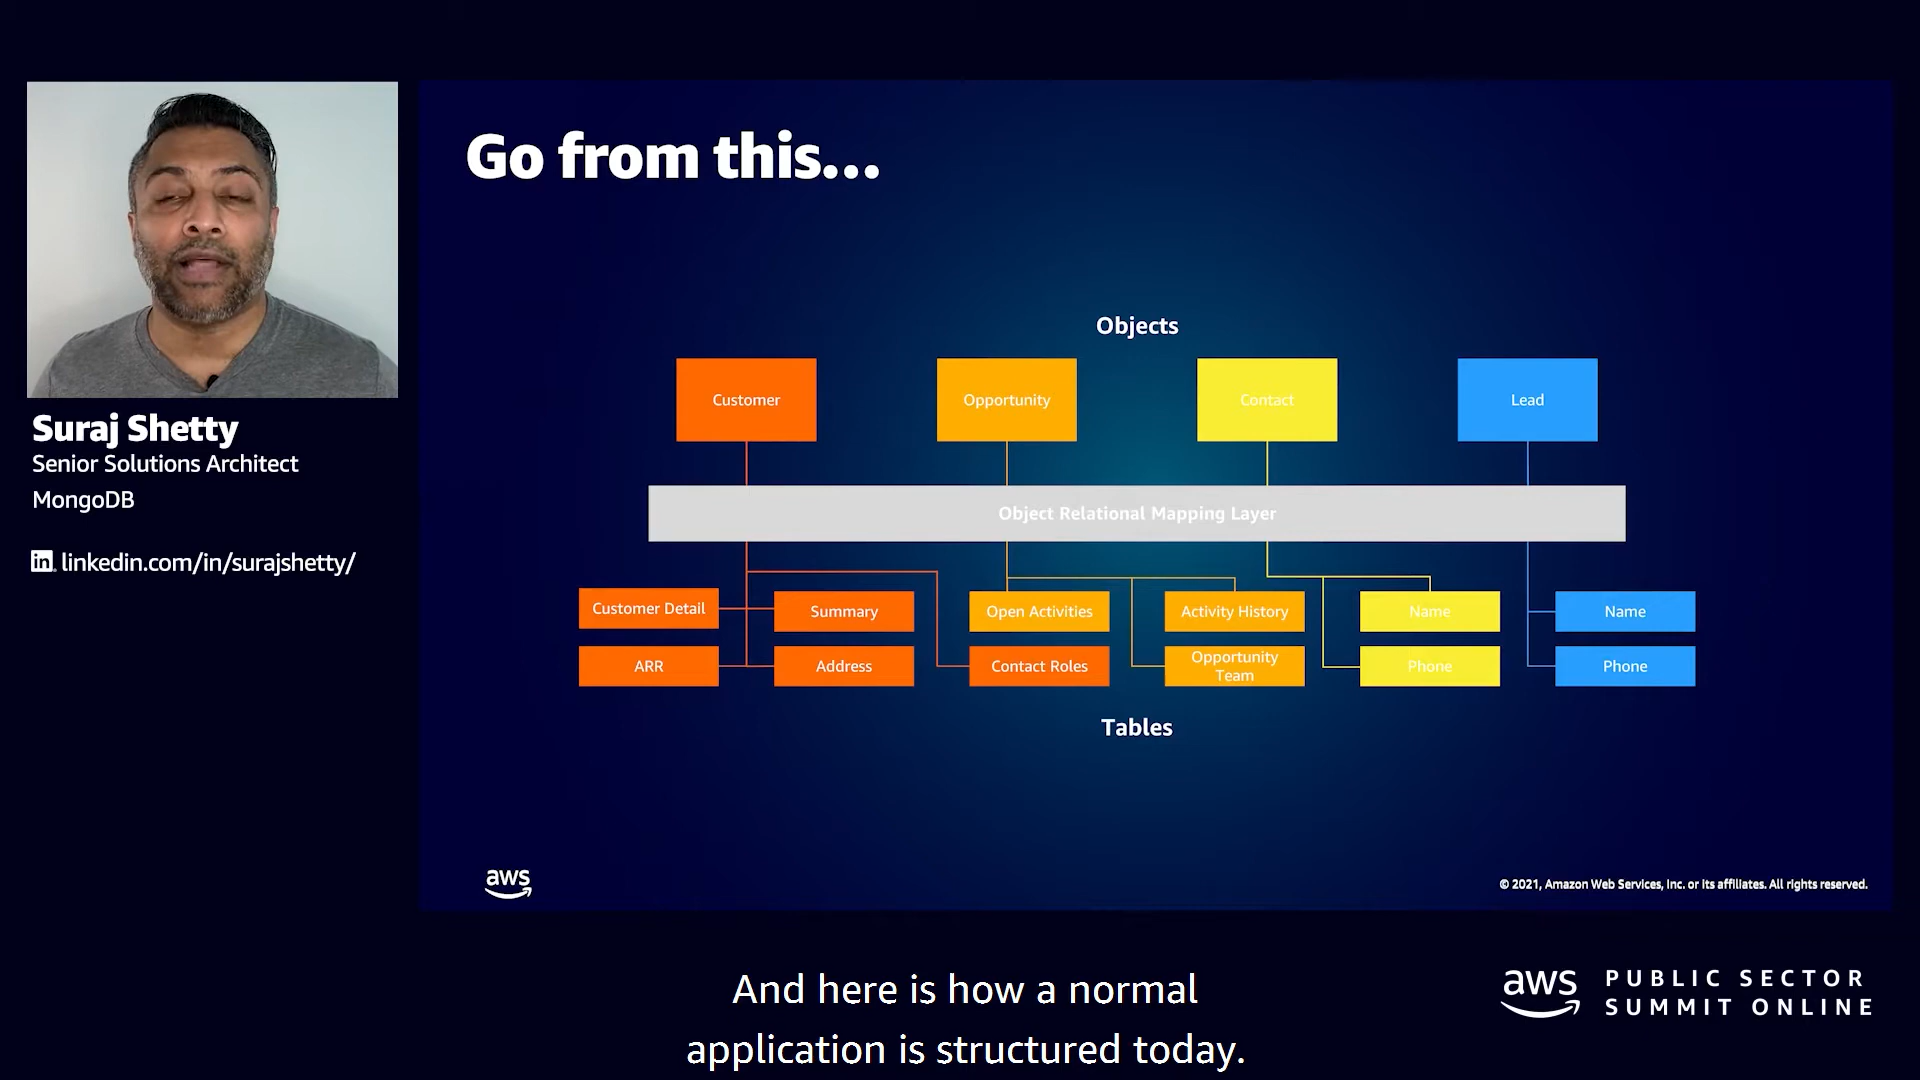 Go from this...
Objects
Customer
Opportunity
Contact
Lead
Object Relational Mapping Layer
Customer Detail
Summary
Open Activities
Activity History
Name
Name
ARR
Address
Contact Roles
Opportunity
Team
Phone
Phone
Tables
aws
© 2021, Amazon Web Services, Inc. or its affiliates. All rights reserved.
Suraj Shetty
Senior Solutions Architect
MongoDB
in linkedin.com/in/surajshetty/
And here is how a normal
application is structured today.
aws PUBLIC SECTOR
SUMMIT ONLINE